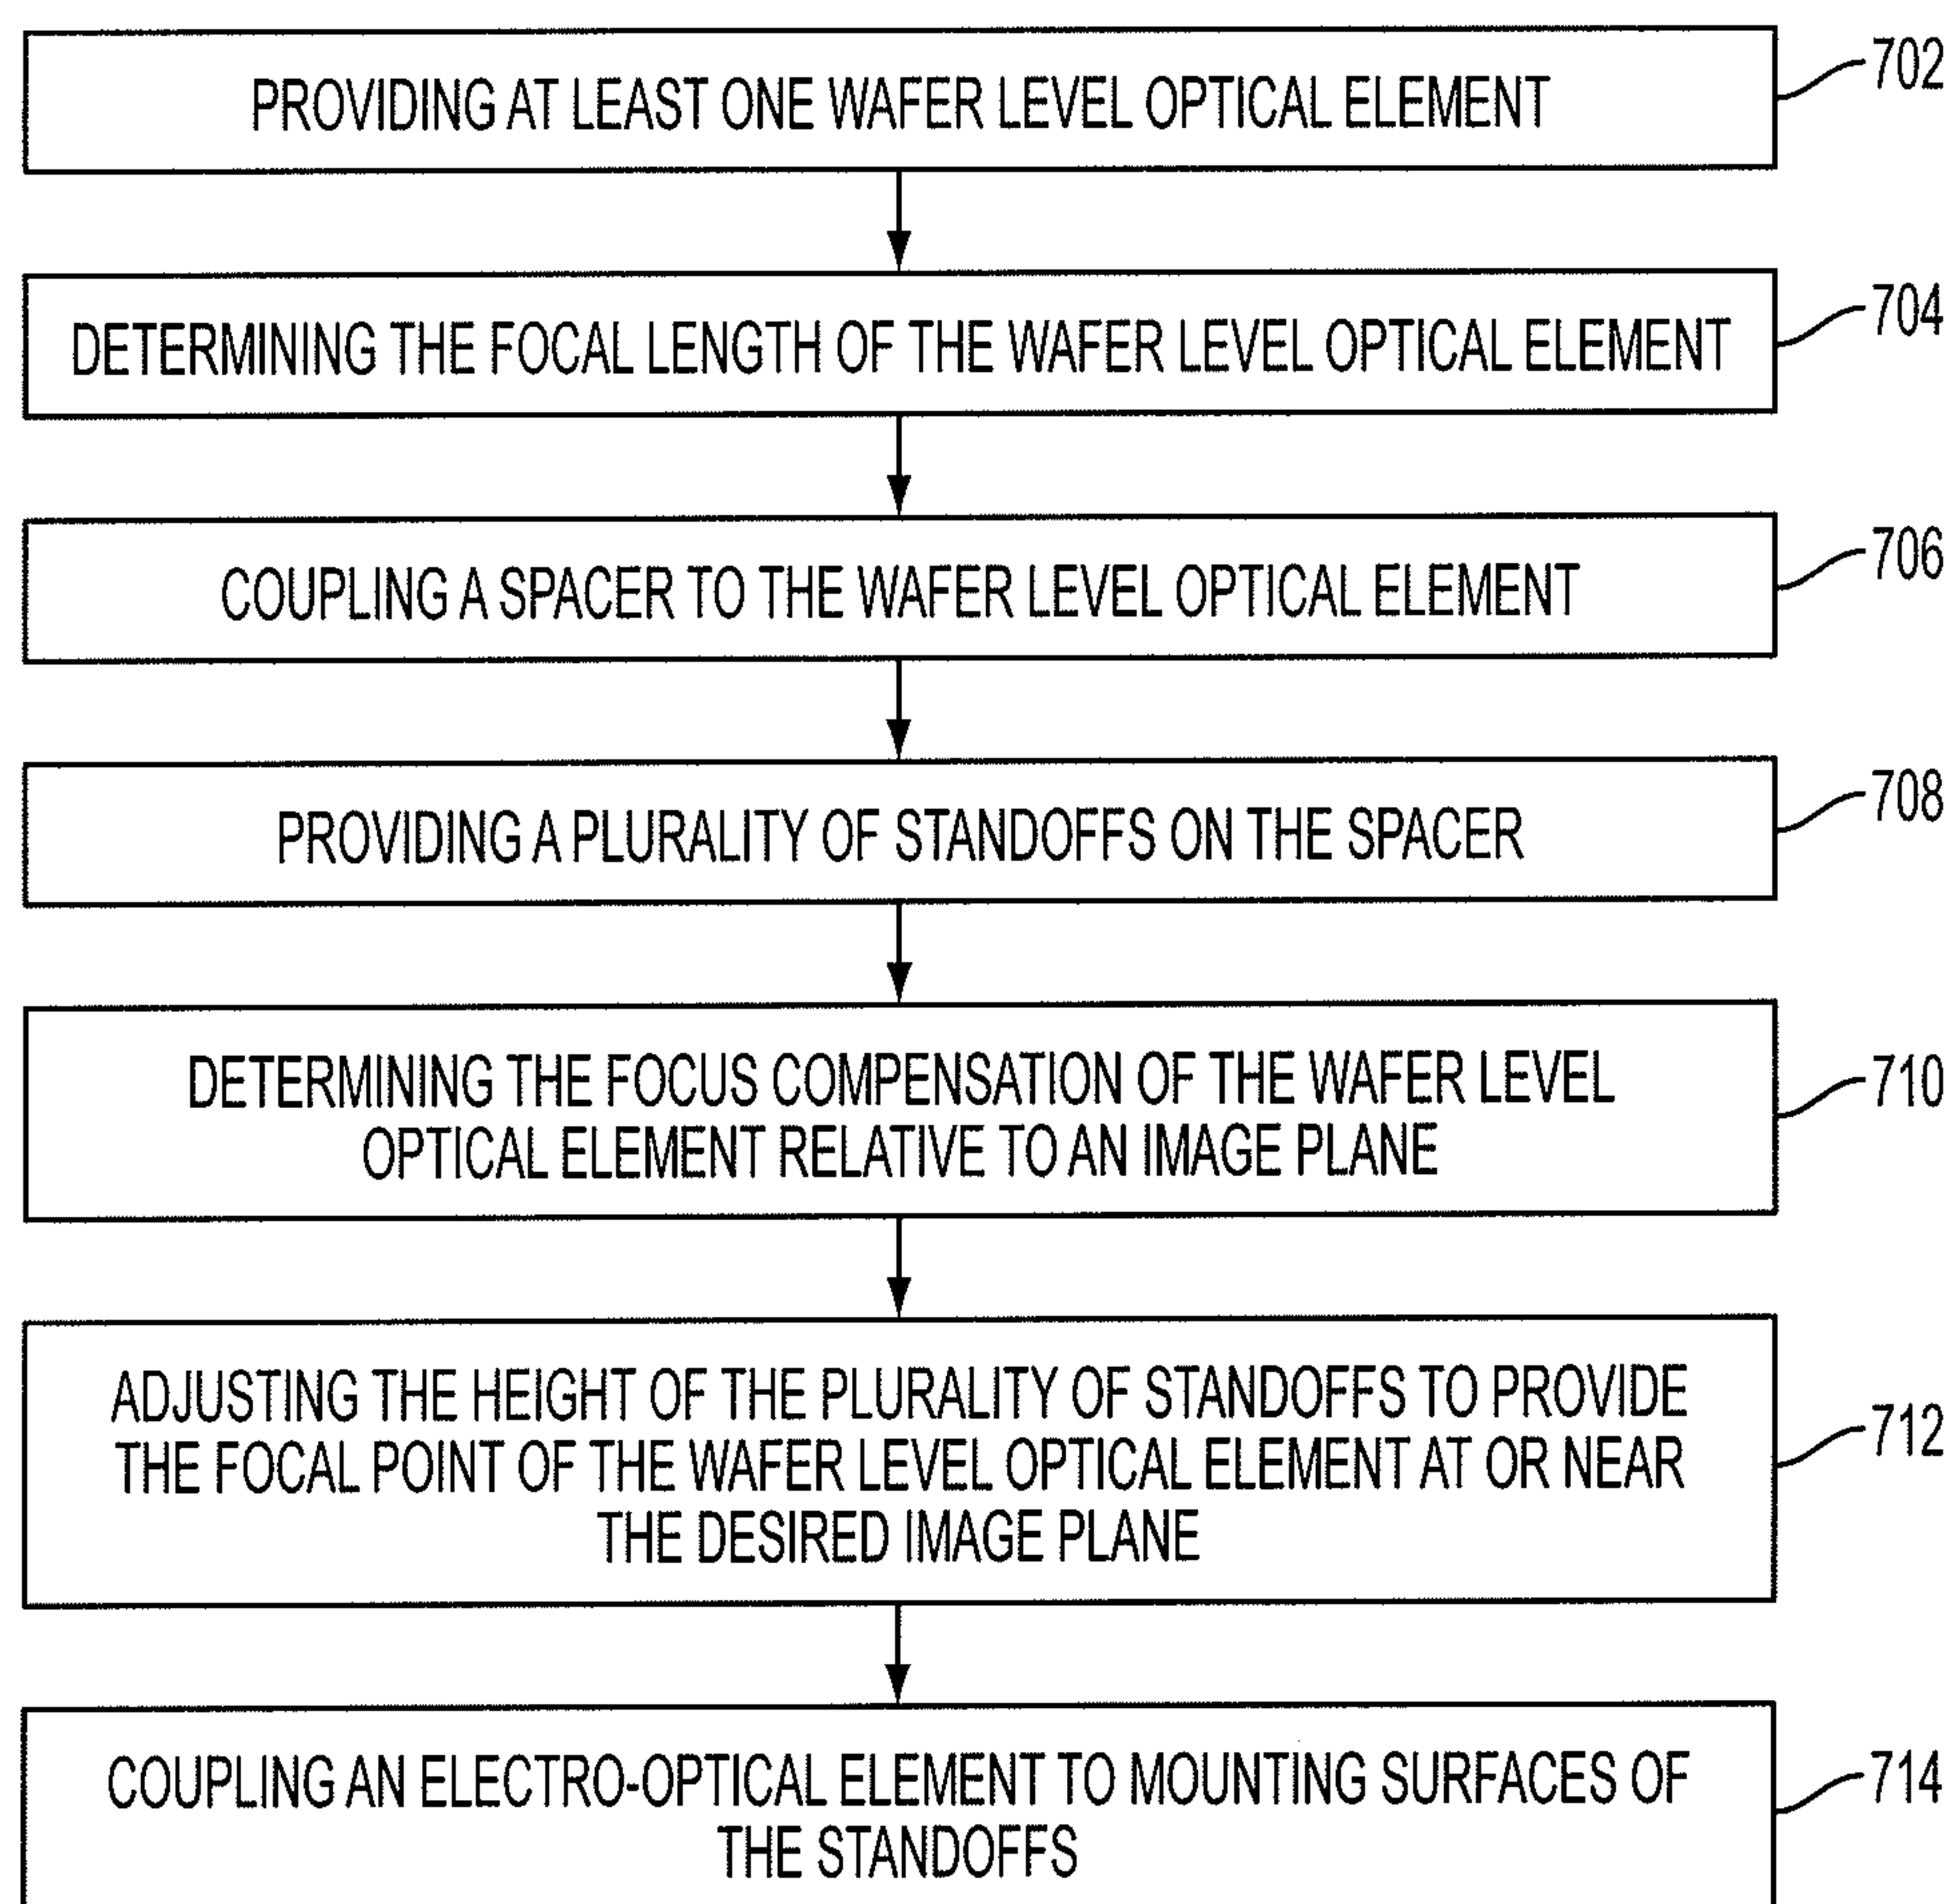 PROVIDING AT LEAST ONE WAFER LEVEL OPTICAL ELEMENT
702
DETERMINING THE FOCAL LENGTH OF THE WAFER LEVEL OPTICAL ELEMENT
704
COUPLING A SPACER TO THE WAFER LEVEL OPTICAL ELEMENT
706
PROVIDING A PLURALITY OF STANDOFFS ON THE SPACER
708
DETERMINING THE FOCUS COMPENSATION OF THE WAFER LEVEL
OPTICAL ELEMENT RELATIVE TO AN IMAGE PLANE
710
ADJUSTING THE HEIGHT OF THE PLURALITY OF STANDOFFS TO PROVIDE
THE FOCAL POINT OF THE WAFER LEVEL OPTICAL ELEMENT AT OR NEAR
THE DESIRED IMAGE PLANE
712
COUPLING AN ELECTRO-OPTICAL ELEMENT TO MOUNTING SURFACES OF
THE STANDOFFS
714